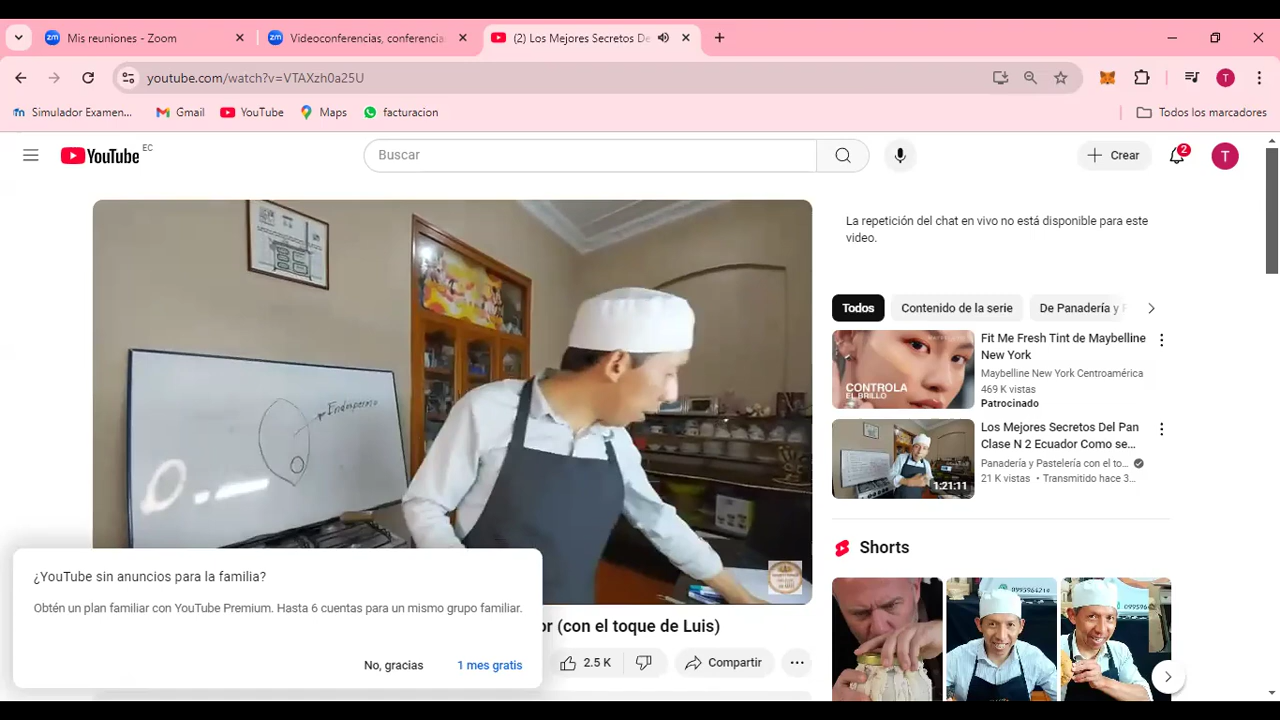 Mis reuniones - Zoom
Videoconferencias, conferencia
(2) Los Mejores Secretos De
youtube.com/watch?v=VTAXzh0a25U
Simulador Examen...
Gmail
YouTube
Maps
facturacion
Todos los marcadores
YouTube EC
Buscar
Crear
2
T
La repetición del chat en vivo no está disponible para este
video.
Todos
Contenido de la serie
De Panadería y
Endospermo
CONTROLA
EL BRILLO
Fit Me Fresh Tint de Maybelline
New York
Maybelline New York Centroamérica
469 K vistas
Patrocinado
1:21:11
Los Mejores Secretos Del Pan
Clase N 2 Ecuador Como se...
Panadería y Pastelería con el to...
21 K vistas • Transmitido hace 3...
Shorts
0995964214
09959642
¿YouTube sin anuncios para la familia?
Obtén un plan familiar con YouTube Premium. Hasta 6 cuentas para un mismo grupo familiar.
No, gracias
1 mes gratis
or (con el toque de Luis)
2.5 K
Compartir